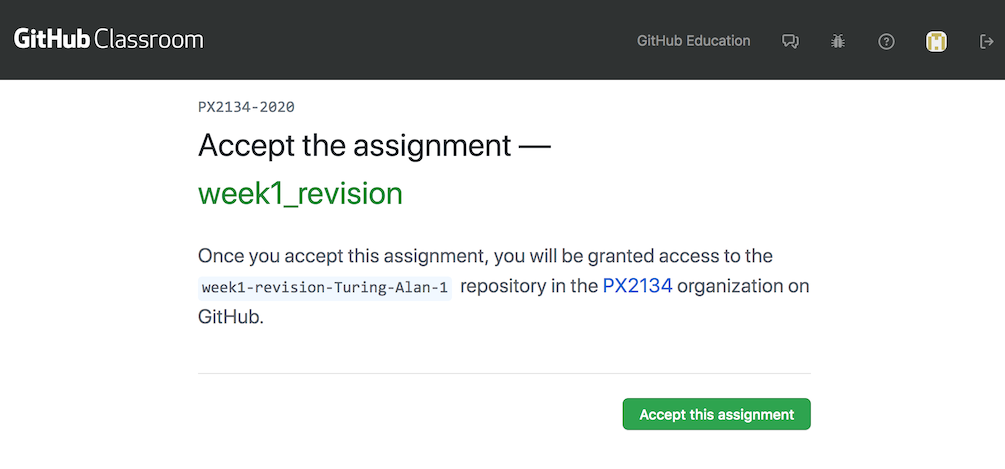 GitHub Classroom
GitHub Education
PX2134-2020
Accept the assignment —
week1_revision
Once you accept this assignment, you will be granted access to the
week1-revision-Turing-Alan-1 repository in the PX2134 organization on
GitHub.
Accept this assignment